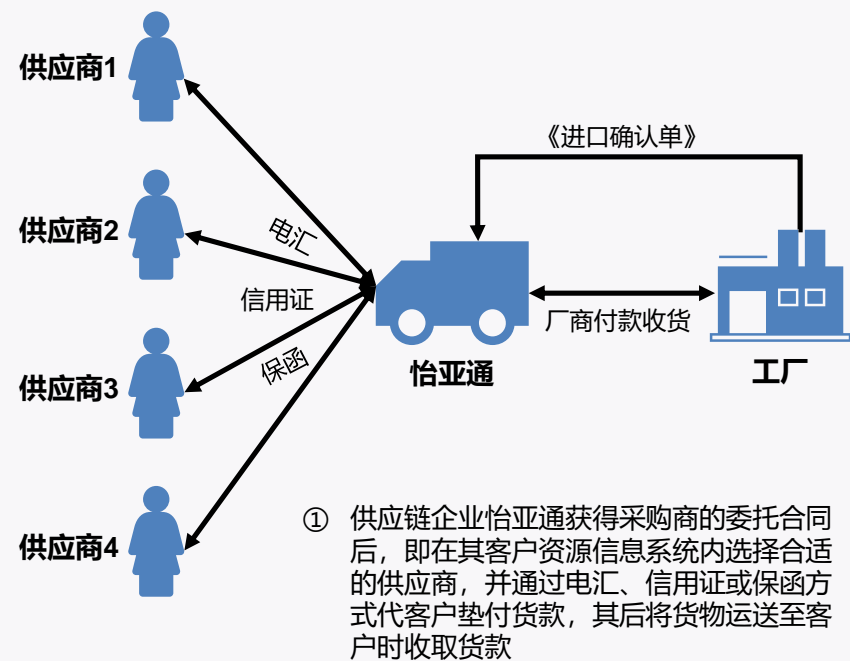 供应商1
《进口确认单》
供应商2
电汇
信用证
厂商付款收货
保函
怡亚通
工厂
供应商3
供应商4
① 供应链企业怡亚通获得采购商的委托合同
后，即在其客户资源信息系统内选择合适
的供应商，并通过电汇、信用证或保函方
式代客户垫付货款，其后将货物运送至客
户时收取货款